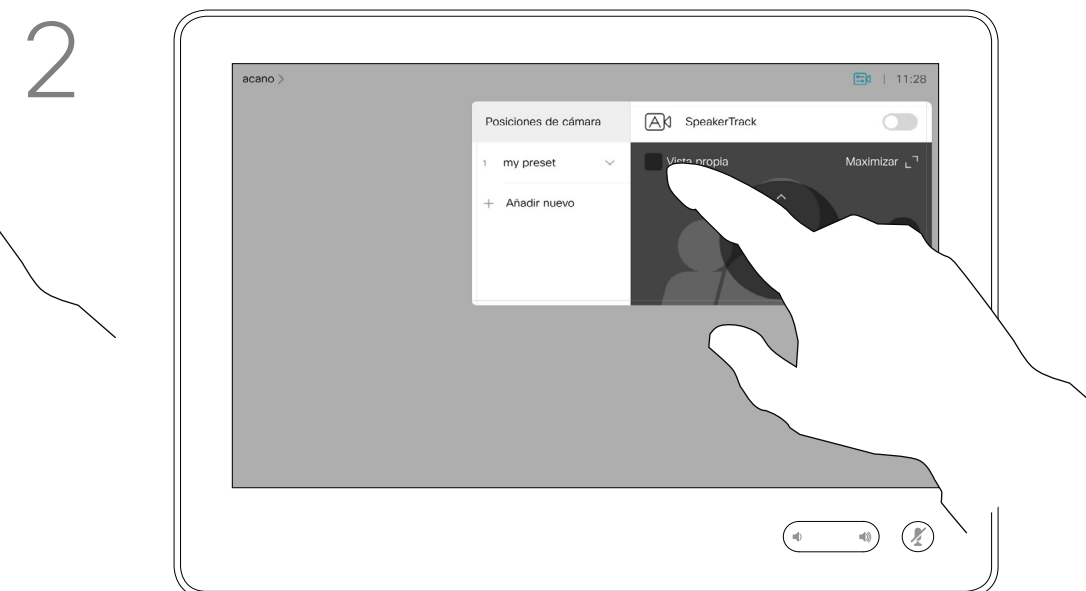 2
acano >
11:28
Posiciones de cámara
SpeakerTrack
1 my preset
Vista propia
Maximizar
+ Añadir nuevo